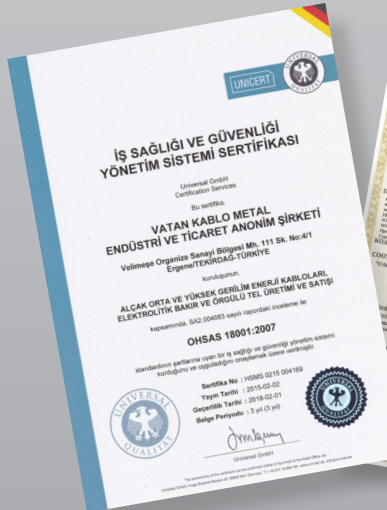 UNICERT
UNIVERSAL
QUALITÄT
İŞ SAĞLIĞI VE GÜVENLİĞİ
YÖNETİM SİSTEMİ SERTİFİKASI
Universal GmbH
Certification Services
Bu sertifika,
VATAN KABLO METAL
ENDÜSTRİ VE TİCARET ANONİM ŞİRKETİ
Velimeşe Organize Sanayi Bölgesi Mh. 111 Sk. No:4/1
Ergene/TEKİRDAĞ-TÜRKİYE
kuruluşunun,
ALÇAK ORTA VE YÜKSEK GERİLİM ENERJİ KABLOLARI,
ELEKTROLİTİK BAKIR VE ÖRGÜLÜ TEL ÜRETİMİ VE SATIŞI
kapsamında, SA2.004083 sayılı rapordaki inceleme ile
OHSAS 18001:2007
standardının şartlarına uyan bir iş sağlığı ve güvenliği yönetim sistemi
kurduğunu ve uyguladığını onaylamak üzere verilmiştir.
Sertifika No : HSMS 0215 004169
Yayın Tarihi : 2015-02-02
Geçerlilik Tarihi : 2018-02-01
Belge Periyodu : 3 yıl (3 yıl)
UNIVERSAL
QUALITÄT
Universal GmbH